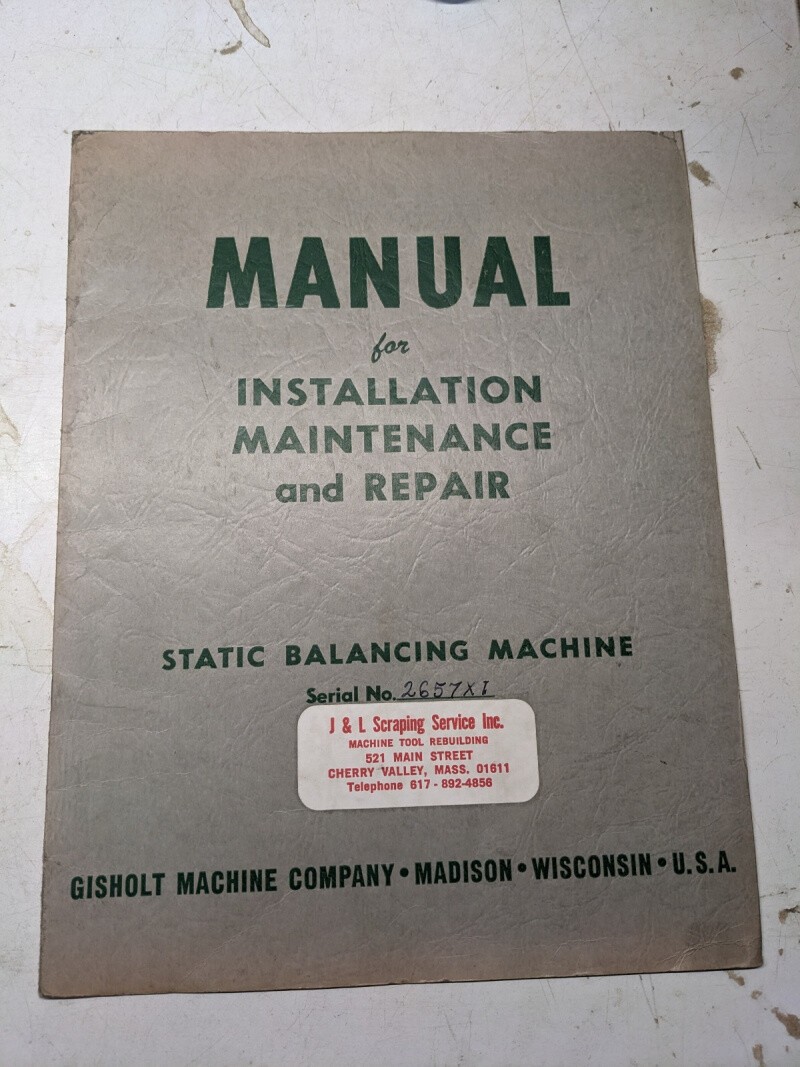 MANUAL
for
INSTALLATION
MAINTENANCE
and REPAIR
STATIC BALANCING MACHINE
Serial No. 2657XI
J & L Scraping Service Inc.
MACHINE TOOL REBUILDING
521 MAIN STREET
CHERRY VALLEY, MASS. 01611
Telephone 617 - 892-4856
GISHOLT MACHINE COMPANY • MADISON • WISCONSIN • U.S.A.